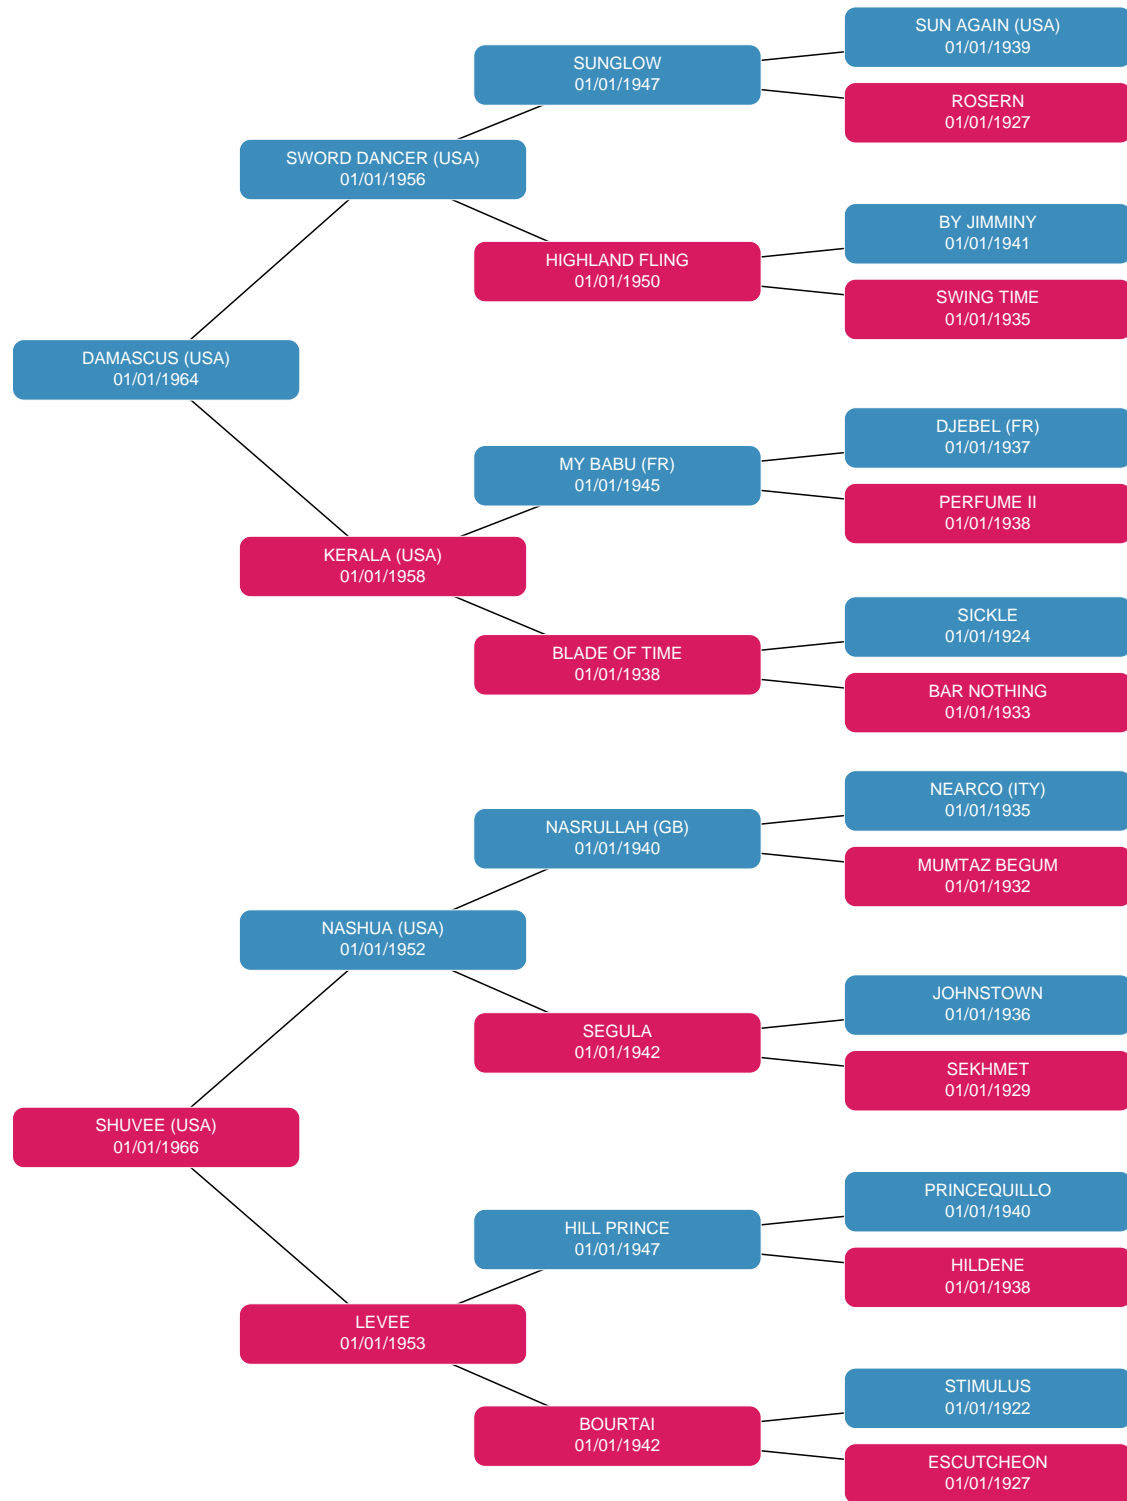 SUN AGAIN (USA)
01/01/1939
SUNGLOW
01/01/1947
ROSERN
01/01/1927
SWORD DANCER (USA)
01/01/1956
BY JIMMINY
01/01/1941
HIGHLAND FLING
01/01/1950
SWING TIME
01/01/1935
DAMASCUS (USA)
01/01/1964
DJEBEL (FR)
01/01/1937
MY BABU (FR)
01/01/1945
PERFUME II
01/01/1938
KERALA (USA)
01/01/1958
SICKLE
01/01/1924
BLADE OF TIME
01/01/1938
BAR NOTHING
01/01/1933
NEARCO (ITY)
01/01/1935
NASRULLAH (GB)
01/01/1940
MUMTAZ BEGUM
01/01/1932
NASHUA (USA)
01/01/1952
JOHNSTOWN
01/01/1936
SEGULA
01/01/1942
SEKHMET
01/01/1929
SHUVEE (USA)
01/01/1966
PRINCEQUILLO
01/01/1940
HILL PRINCE
01/01/1947
HILDENE
01/01/1938
LEVEE
01/01/1953
STIMULUS
01/01/1922
BOURTAI
01/01/1942
ESCUTCHEON
01/01/1927